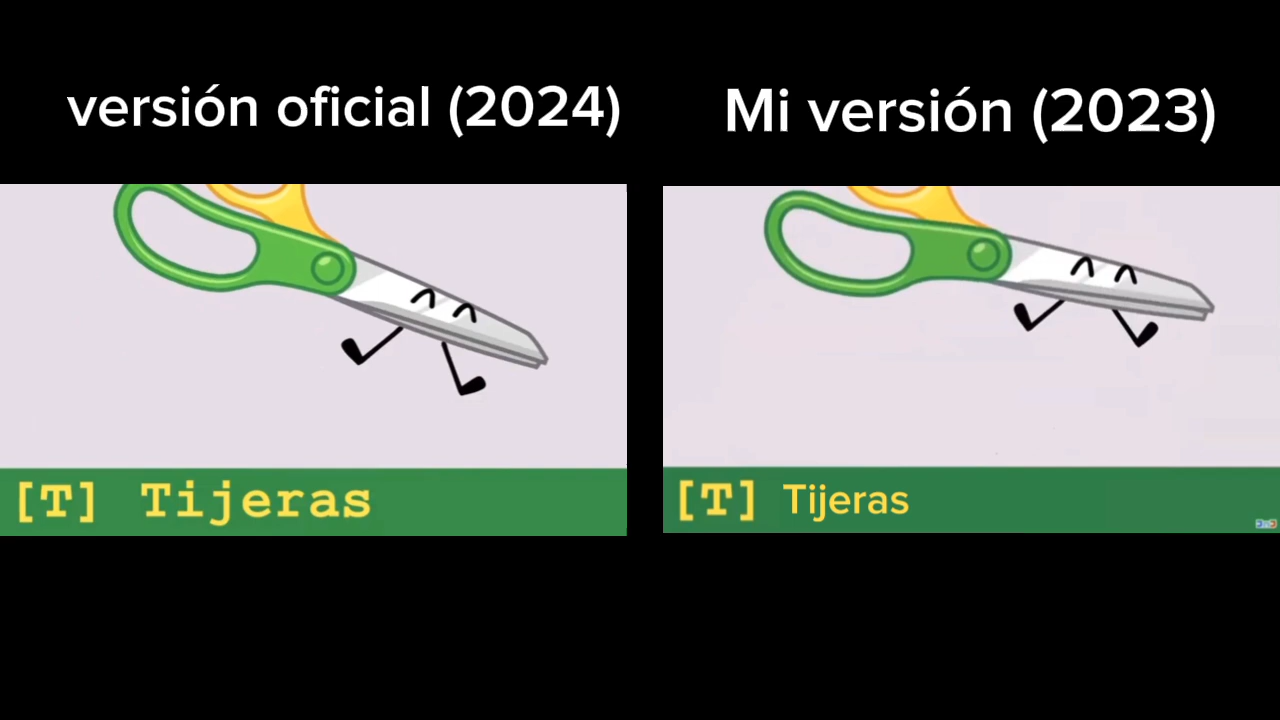 versión oficial (2024)
Mi versión (2023)
[T] Tijeras
[T] Tijeras